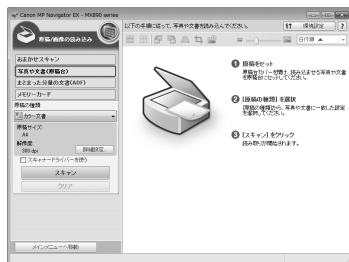 Canon MP Navigator EX - MX890 series
原稿/画像の読み込み
以下の手順に従って、写真や文書を読み込んでください。
環境設定...
?
日付順 ▲
おまかせスキャン
写真や文書(原稿台)
まとまった分量の文書(ADF)
メモリーカード
原稿の種類
カラー文書
原稿サイズ:
A4
解像度:
300 dpi
詳細設定...
スキャナードライバーを使う
スキャン
クリア
メインメニューへ移動
1 原稿をセット
原稿台カバーを開き、読み込ませる写真や文書
を原稿台にセットしてください。
2 [原稿の種類] を選択
[原稿の種類]から、写真や文書に一致した設定
を選択してください。
3 [スキャン] をクリック
読み取りが開始されます。